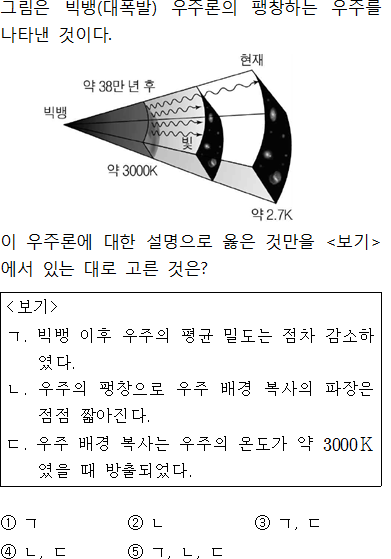 그림은 빅뱅(대폭발) 우주론의 팽창하는 우주를
나타낸 것이다.
현재
약 38만 년 후
빅뱅
빛
약 3000K
약 2.7K
이 우주론에 대한 설명으로 옳은 것만을 <보기>
에서 있는 대로 고른 것은?
<보기>
ㄱ. 빅뱅 이후 우주의 평균 밀도는 점차 감소하
였다.
ㄴ. 우주의 팽창으로 우주 배경 복사의 파장은
점점 짧아진다.
ㄷ. 우주 배경 복사는 우주의 온도가 약 3000K
였을 때 방출되었다.
① ㄱ ② ㄴ ③ ㄱ, ㄷ
④ ㄴ, ㄷ ⑤ ㄱ, ㄴ, ㄷ